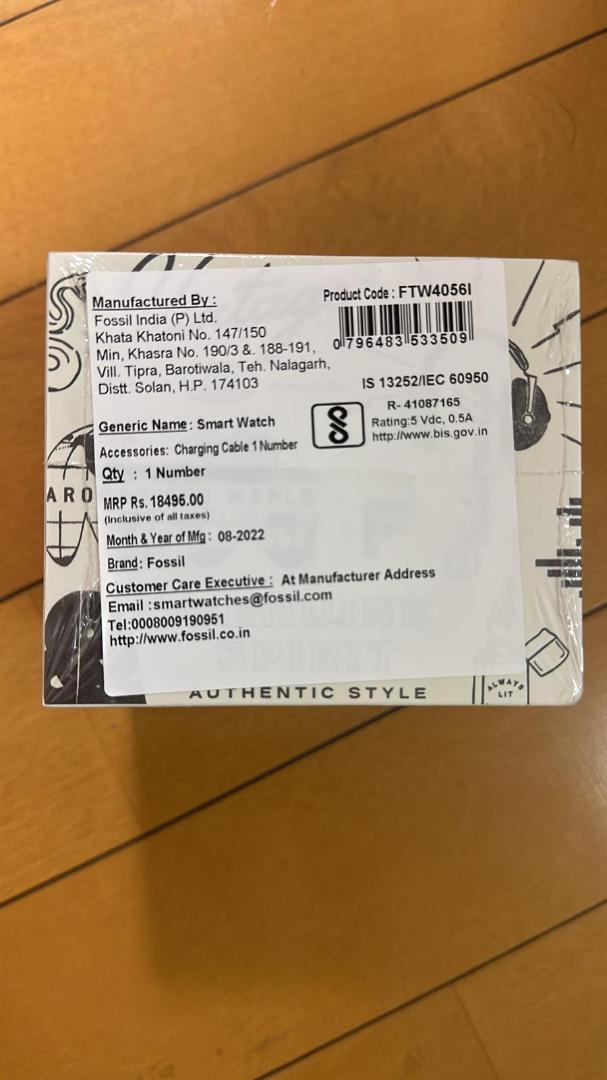 Manufactured By :
Fossil India (P) Ltd.
Khata Khatoni No. 147/150
Min, Khasra No. 190/3 &. 188-191,
Vill. Tipra, Barotiwala, Teh. Nalagarh,
Distt. Solan, H.P. 174103
Product Code : FTW4056I
0 796483 533509
IS 13252/IEC 60950
R- 41087165
Rating:5 Vdc, 0.5A
http://www.bis.gov.in
Generic Name : Smart Watch
Accessories: Charging Cable 1 Number
Qty : 1 Number
MRP Rs. 18495.00
(Inclusive of all taxes)
Month & Year of Mfg : 08-2022
Brand : Fossil
Customer Care Executive : At Manufacturer Address
Email :smartwatches@fossil.com
Tel:0008009190951
http://www.fossil.co.in
ARO
GENUINE
SPIRIT
AUTHENTIC STYLE
ALWAYS
LIT